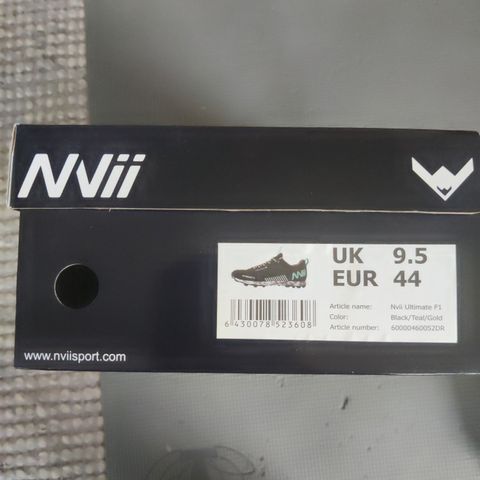 NVii
UK 9.5
EUR 44
Article name: Nvii Ultimate F1
Color: Black/Teal/Gold
Article number: 60000460052DR
6 430078 523608
www.nviisport.com